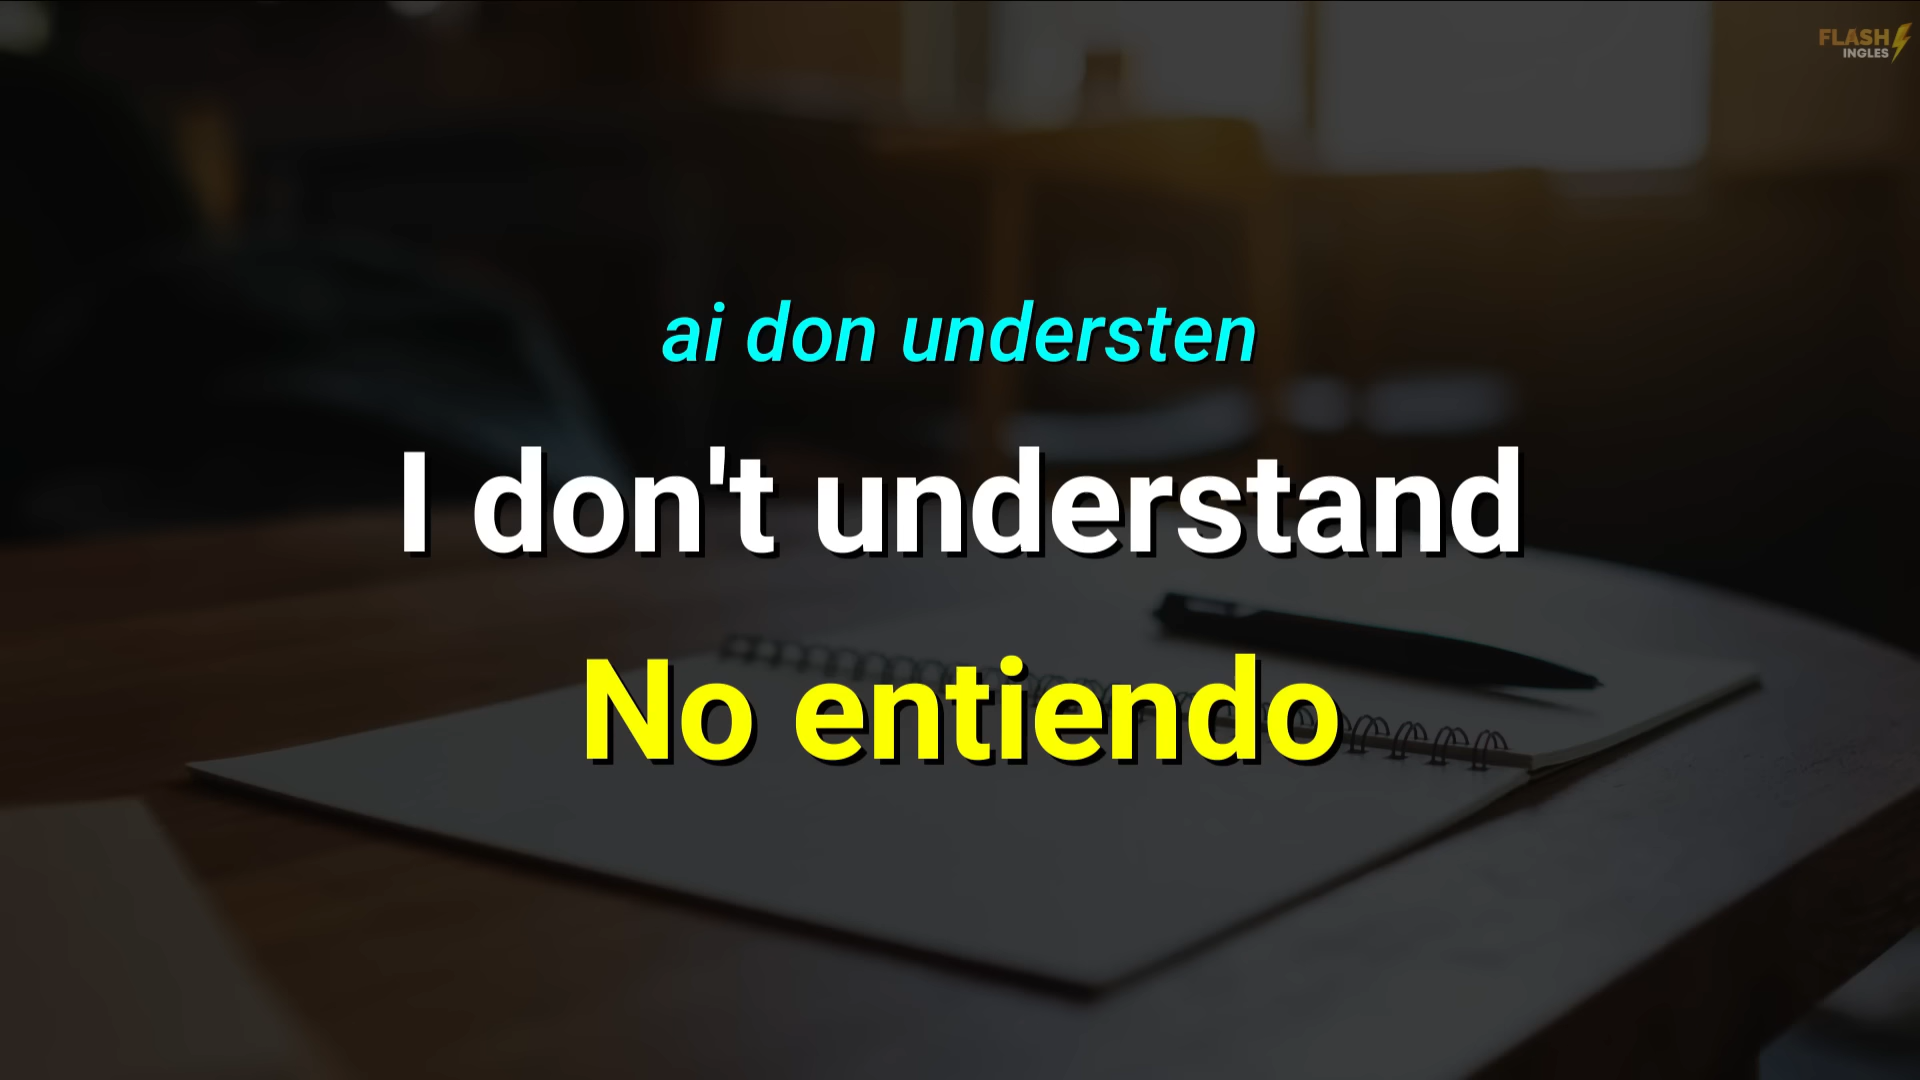 FLASH
INGLES
ai don understen
I don't understand
No entiendo